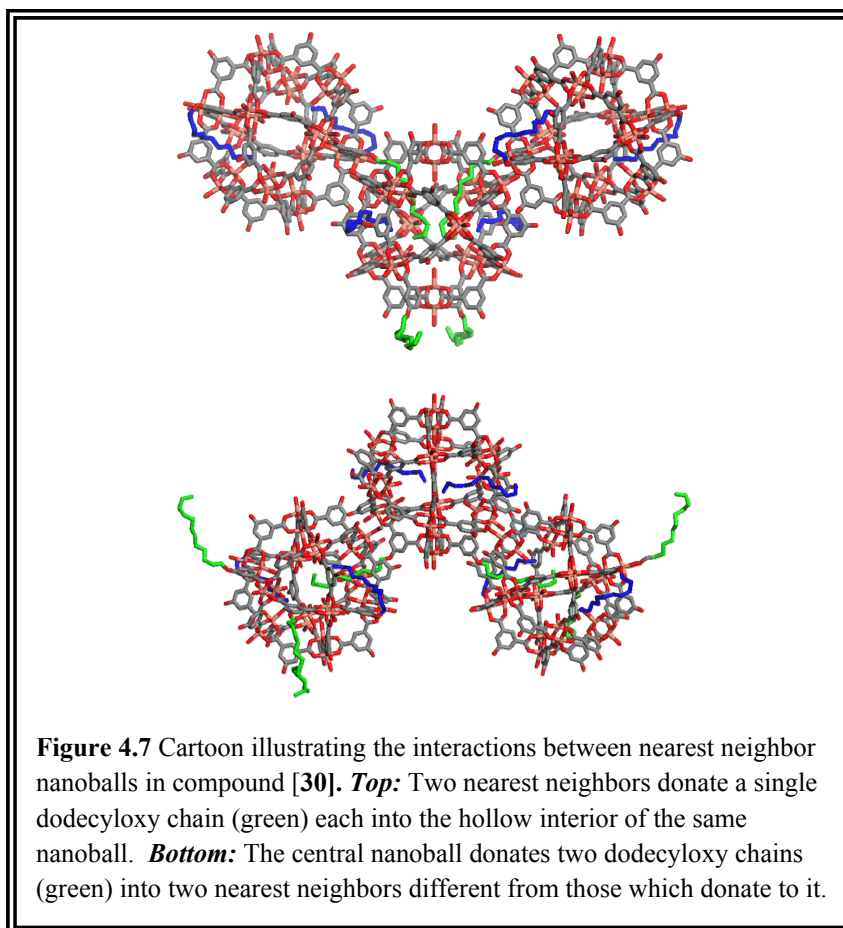 Figure 4.7 Cartoon illustrating the interactions between nearest neighbor
nanoballs in compound [30]. Top: Two nearest neighbors donate a single
dodecyloxy chain (green) each into the hollow interior of the same
nanoball. Bottom: The central nanoball donates two dodecyloxy chains
(green) into two nearest neighbors different from those which donate to it.